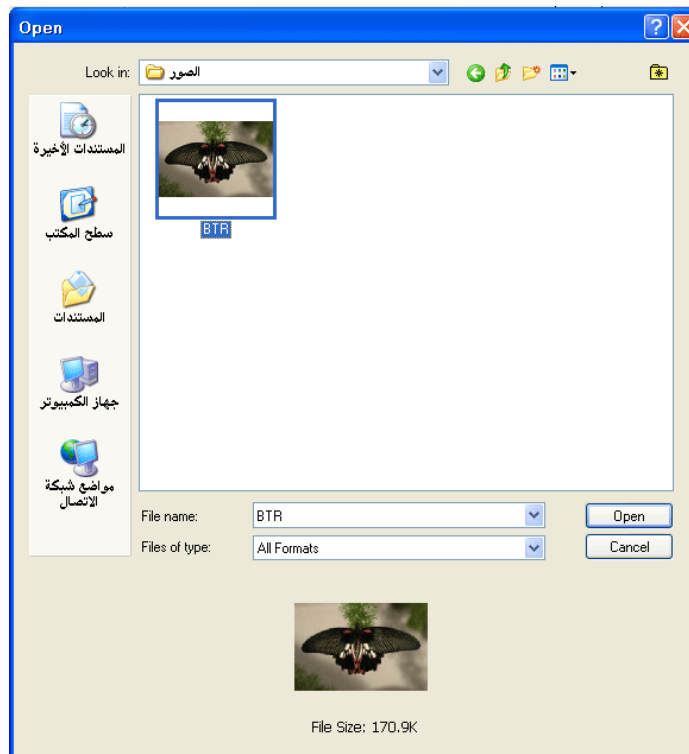 Open
Look in:
الصور
المستندات الأخيرة
سطح المكتب
المستندات
جهاز الكمبيوتر
مواضع شبكة
الاتصال
BTR
File name:
BTR
Open
Files of type:
All Formats
Cancel
File Size: 170.9K